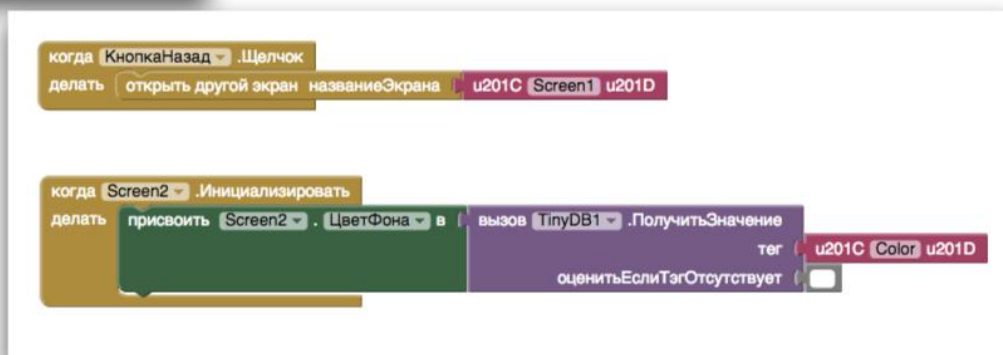 когда КнопкаНазад .Щелчок
делать открыть другой экран названиеЭкрана u201C Screen1 u201D
когда Screen2 .Инициализировать
делать присвоить Screen2 . ЦветФона в вызов TinyDB1 .ПолучитьЗначение
тег u201C Color u201D
оценитьЕслиТэгОтсутствует